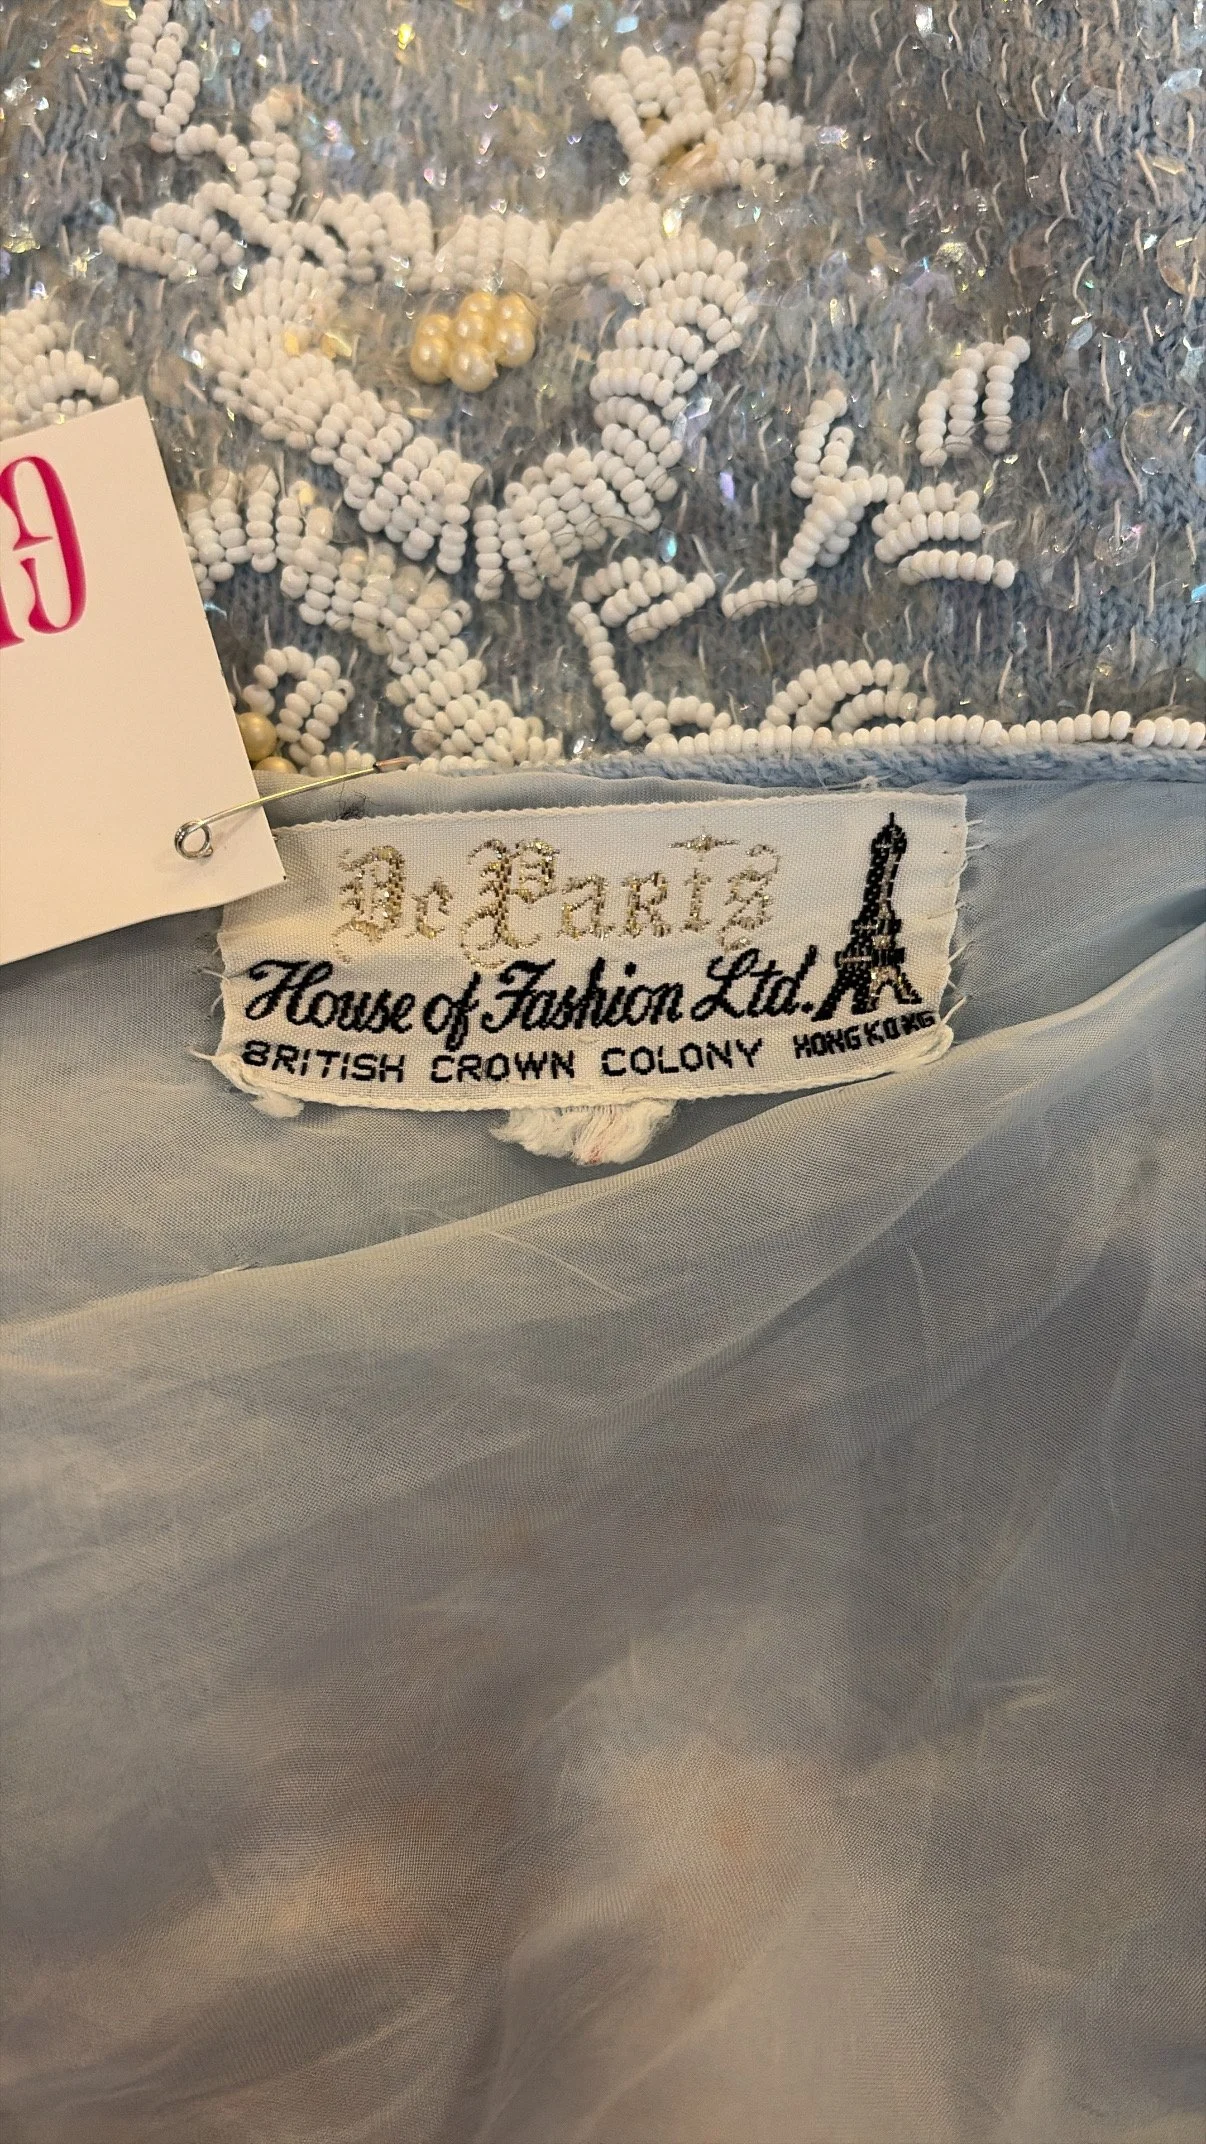 De Paris
House of Fashion Ltd.
BRITISH CROWN COLONY HONG KONG